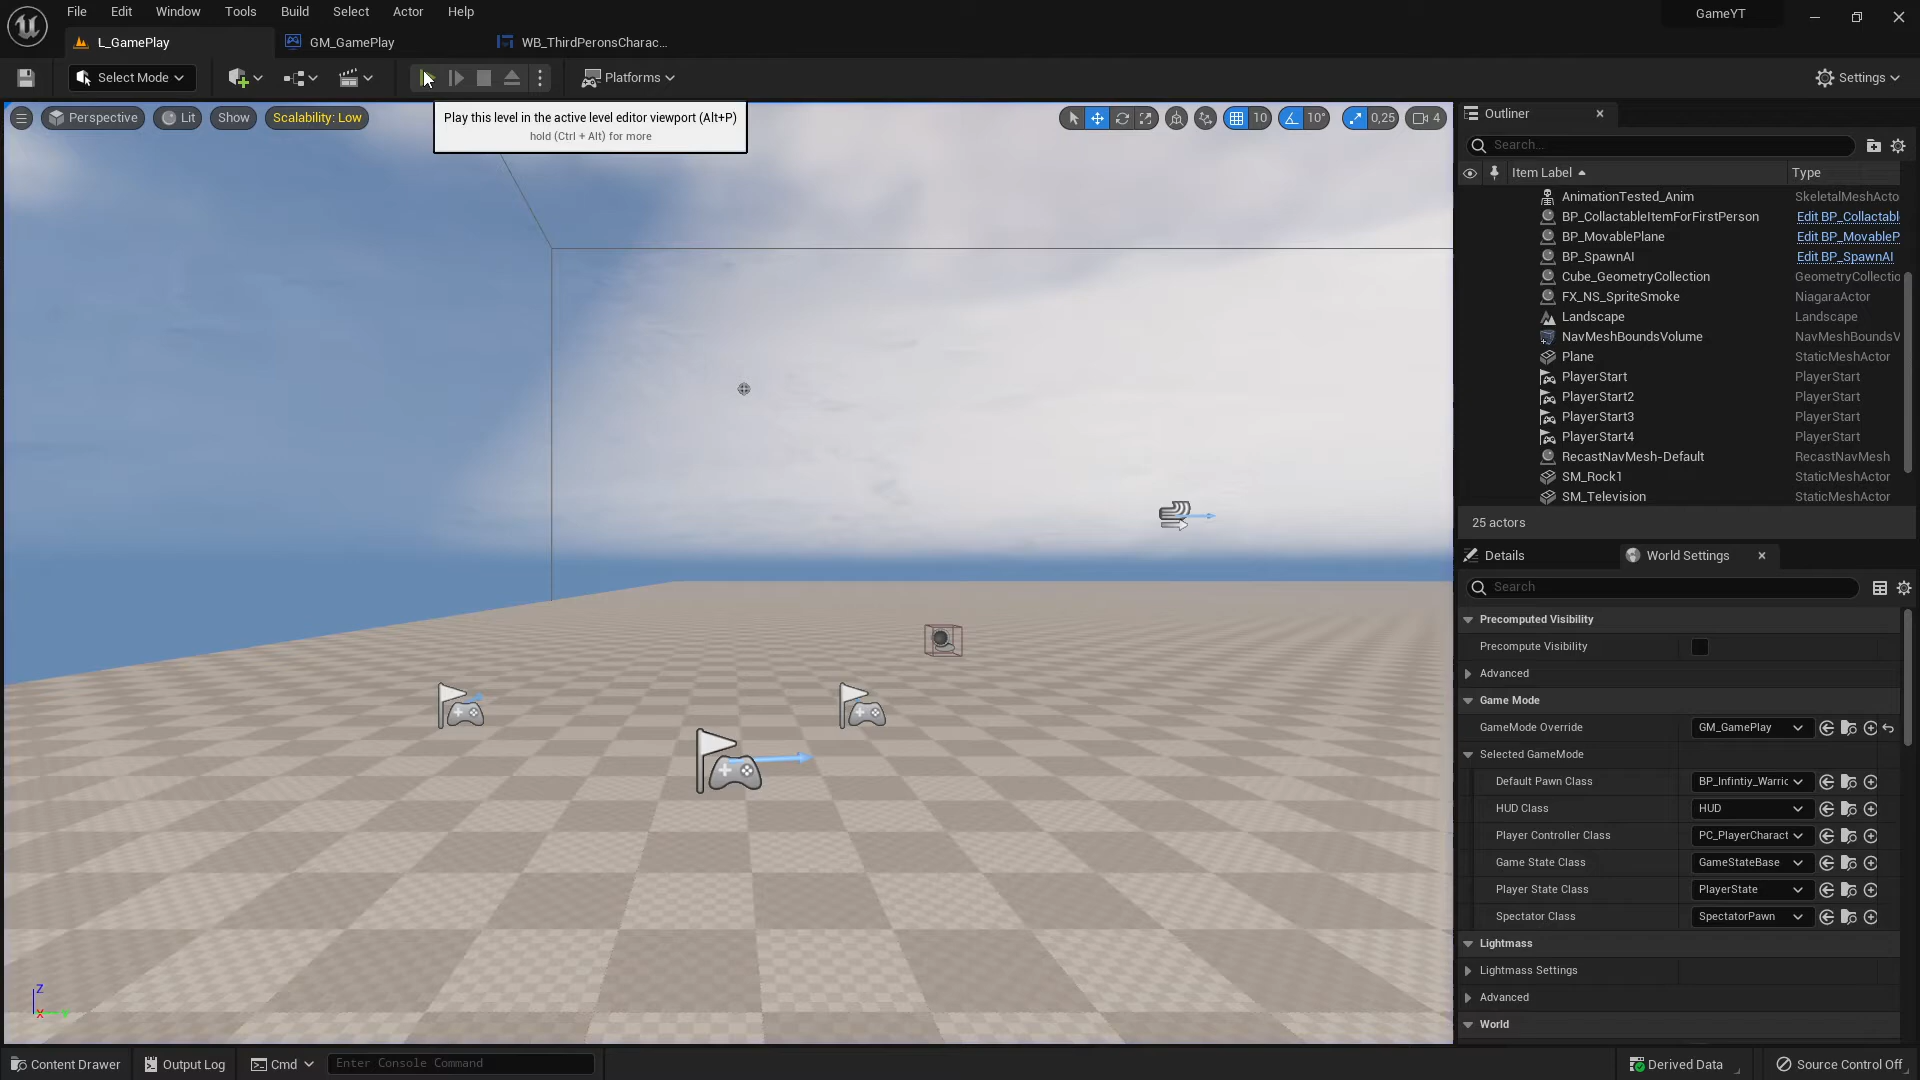 File Edit Window Tools Build Select Actor Help
GameYT
L_GamePlay
GM_GamePlay
WB_ThirdPeronsCharac...
Select Mode
Platforms
Settings
Perspective
Lit
Show
Scalability: Low
Play this level in the active level editor viewport (Alt+P)
hold (Ctrl + Alt) for more
10
10°
0,25
4
Outliner
Search...
Item Label
Type
AnimationTested_Anim SkeletalMeshActo
BP_CollactableItemForFirstPerson Edit BP_Collactabl
BP_MovablePlane Edit BP_MovableP
BP_SpawnAI Edit BP_SpawnAI
Cube_GeometryCollection GeometryCollectio
FX_NS_SpriteSmoke NiagaraActor
Landscape Landscape
NavMeshBoundsVolume NavMeshBoundsV
Plane StaticMeshActor
PlayerStart PlayerStart
PlayerStart2 PlayerStart
PlayerStart3 PlayerStart
PlayerStart4 PlayerStart
RecastNavMesh-Default RecastNavMesh
SM_Rock1 StaticMeshActor
SM_Television StaticMeshActor
25 actors
Details
World Settings
Search
Precomputed Visibility
Precompute Visibility
Advanced
Game Mode
GameMode Override GM_GamePlay
Selected GameMode
Default Pawn Class BP_Infintiy_Warric
HUD Class HUD
Player Controller Class PC_PlayerCharact
Game State Class GameStateBase
Player State Class PlayerState
Spectator Class SpectatorPawn
Lightmass
Lightmass Settings
Advanced
World
Z
X
Y
Content Drawer
Output Log
Cmd
Enter Console Command
Derived Data
Source Control Off